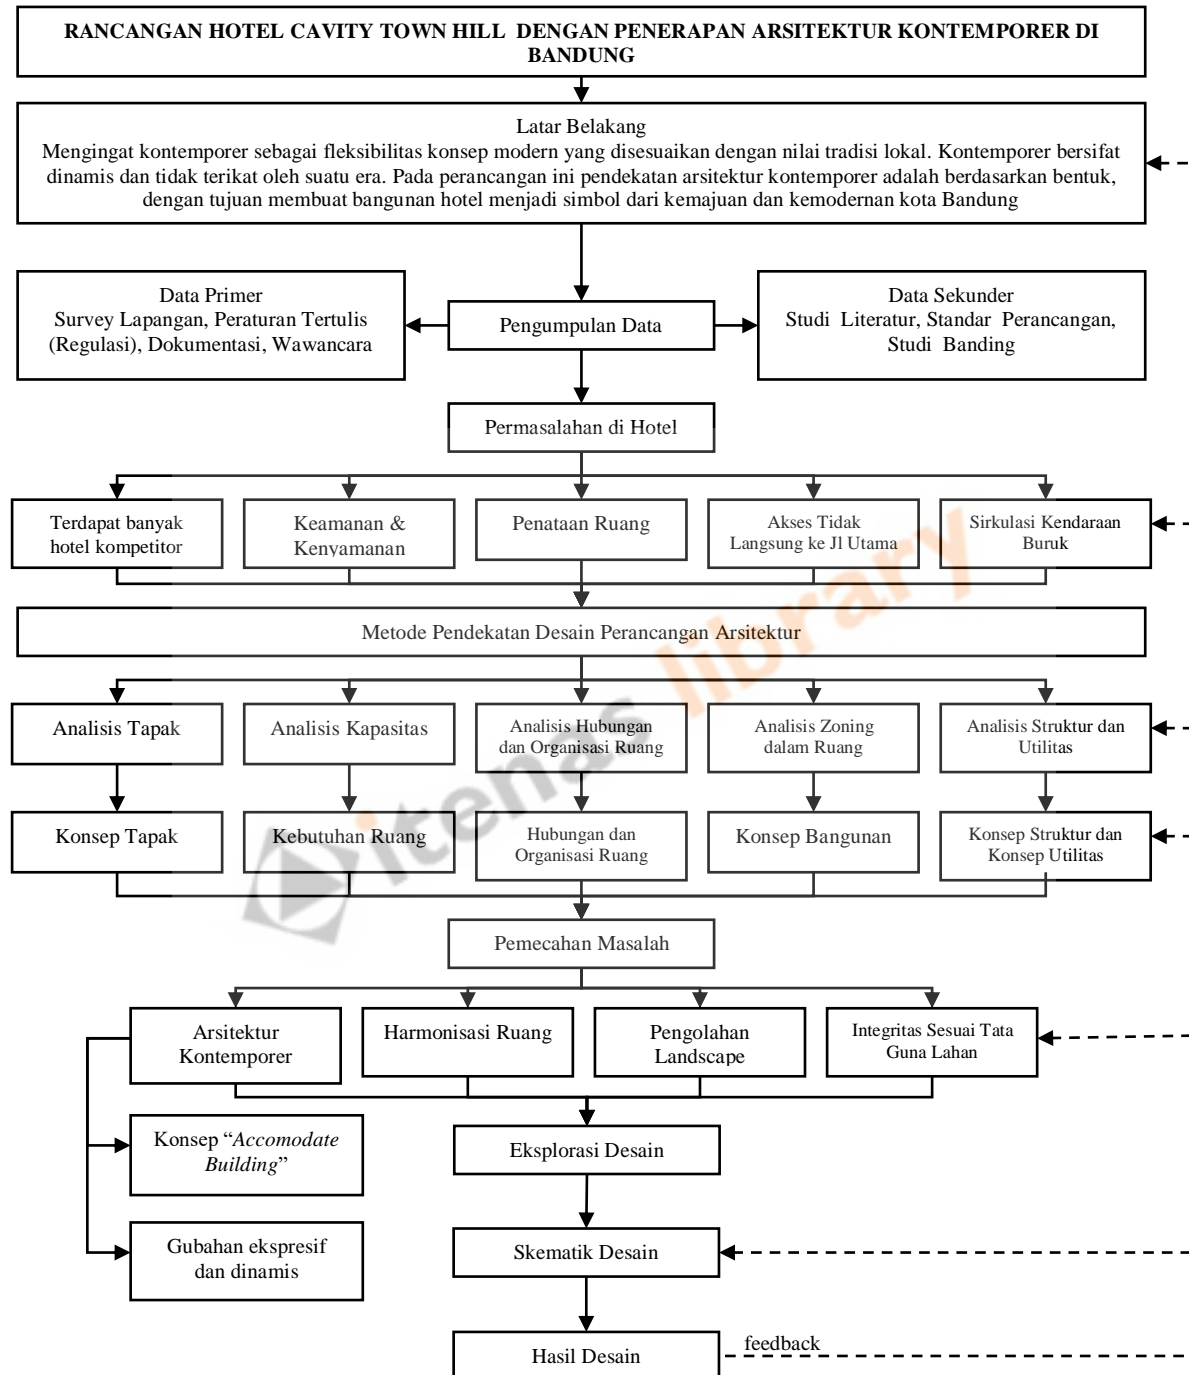 RANCANGAN HOTEL CAVITY TOWN HILL DENGAN PENERAPAN ARSITEKTUR KONTEMPORER DI
BANDUNG
Latar Belakang
Mengingat kontemporer sebagai fleksibilitas konsep modern yang disesuaikan dengan nilai tradisi lokal. Kontemporer bersifat
dinamis dan tidak terikat oleh suatu era. Pada perancangan ini pendekatan arsitektur kontemporer adalah berdasarkan bentuk,
dengan tujuan membuat bangunan hotel menjadi simbol dari kemajuan dan kemodernan kota Bandung
Data Primer
Survey Lapangan, Peraturan Tertulis
(Regulasi), Dokumentasi, Wawancara
Pengumpulan Data
Data Sekunder
Studi Literatur, Standar Perancangan,
Studi Banding
Permasalahan di Hotel
Terdapat banyak
hotel kompetitor
Keamanan &
Kenyamanan
Penataan Ruang
Akses Tidak
Langsung ke Jl Utama
Sirkulasi Kendaraan
Buruk
Metode Pendekatan Desain Perancangan Arsitektur
Analisis Tapak
Analisis Kapasitas
Analisis Hubungan
dan Organisasi Ruang
Analisis Zoning
dalam Ruang
Analisis Struktur dan
Utilitas
Konsep Tapak
Kebutuhan Ruang
Hubungan dan
Organisasi Ruang
Konsep Bangunan
Konsep Struktur dan
Konsep Utilitas
itenas library
Pemecahan Masalah
Arsitektur
Kontemporer
Harmonisasi Ruang
Pengolahan
Landscape
Integritas Sesuai Tata
Guna Lahan
Konsep “Accomodate
Building”
Eksplorasi Desain
Gubahan ekspresif
dan dinamis
Skematik Desain
Hasil Desain
feedback